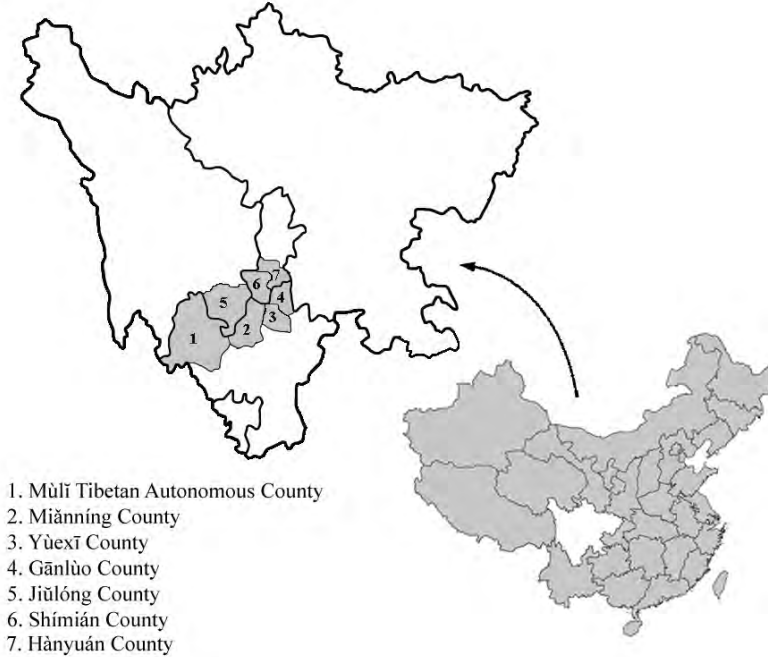 7
6
4
5
3
2
1
1. Mùlǐ Tibetan Autonomous County
2. Miǎnníng County
3. Yùexī County
4. Gānlùo County
5. Jiǔlóng County
6. Shímián County
7. Hànyuán County